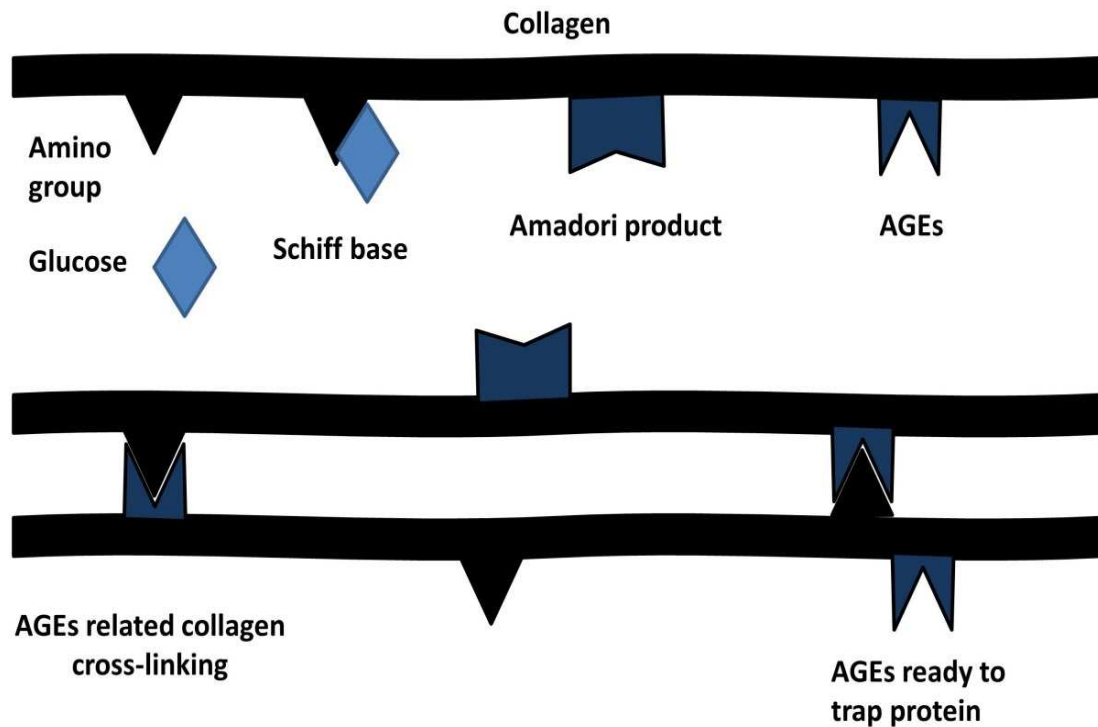 Collagen
Amino
group
Schiff base
Amadori product
AGEs
Glucose
AGEs related collagen
cross-linking
AGEs ready to
trap protein